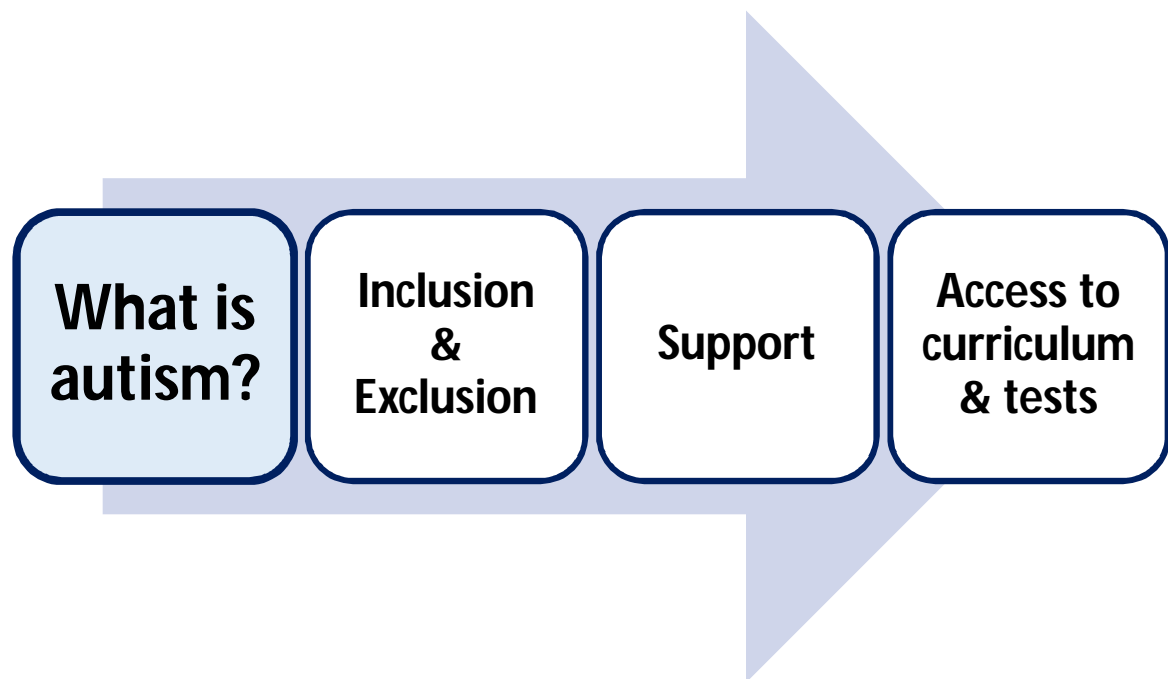 What is
autism?
Inclusion
&
Exclusion
Support
Access to
curriculum
& tests